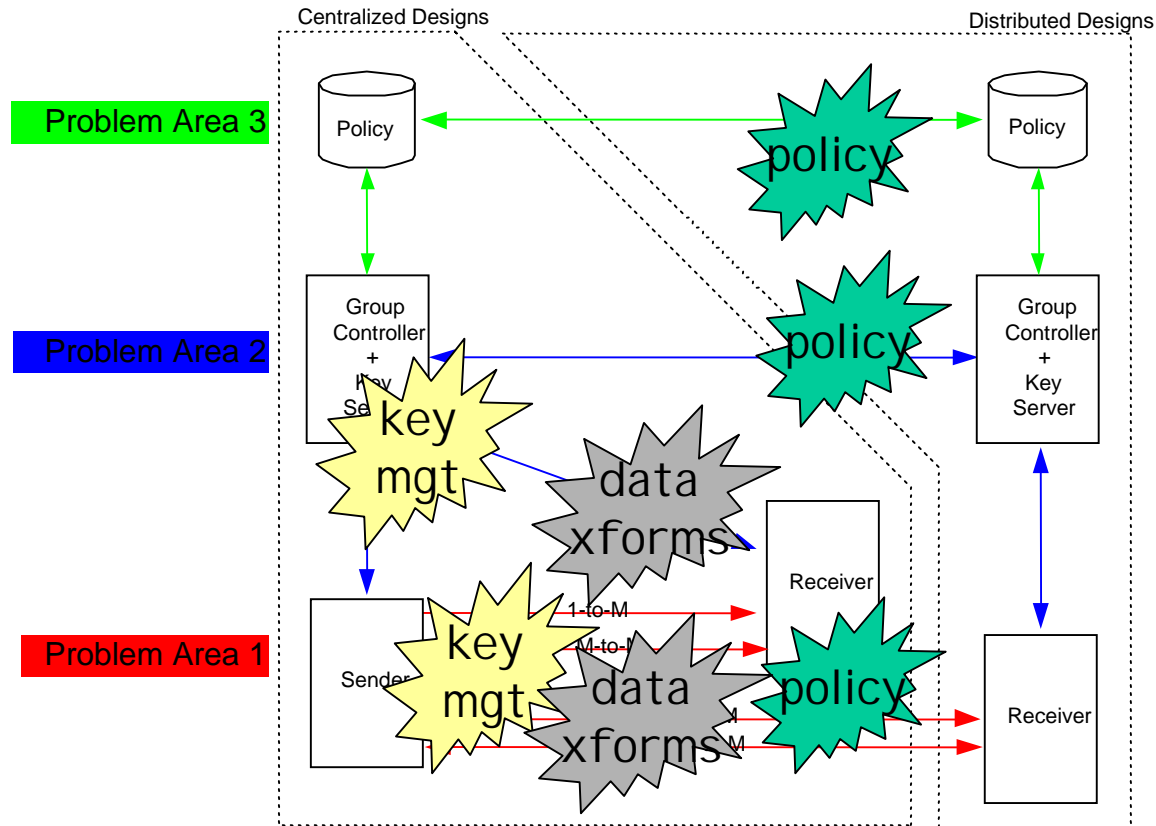 Centralized Designs
Distributed Designs
Problem Area 3
Policy
policy
Policy
Problem Area 2
Group
Controller
+
Key
policy
Group
Controller
+
Key
Server
key
mgt
data
xforms
Receiver
1-to-M
Problem Area 1
Sender
key
mgt
data
xforms
policy
Receiver
M
M